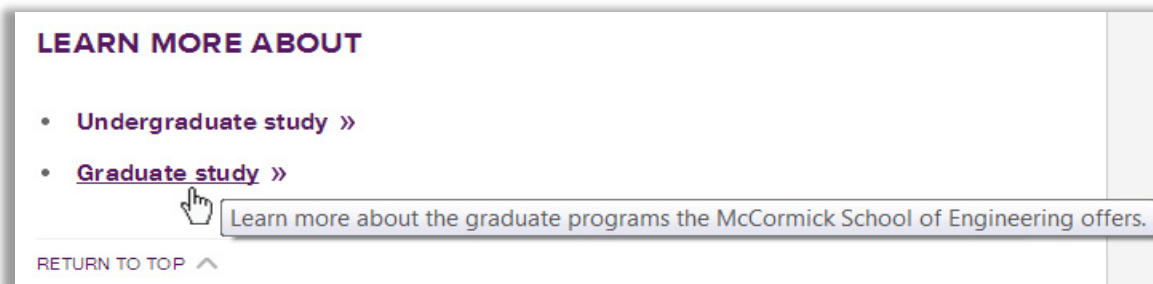 LEARN MORE ABOUT
• Undergraduate study »
• Graduate study »
Learn more about the graduate programs the McCormick School of Engineering offers.
RETURN TO TOP